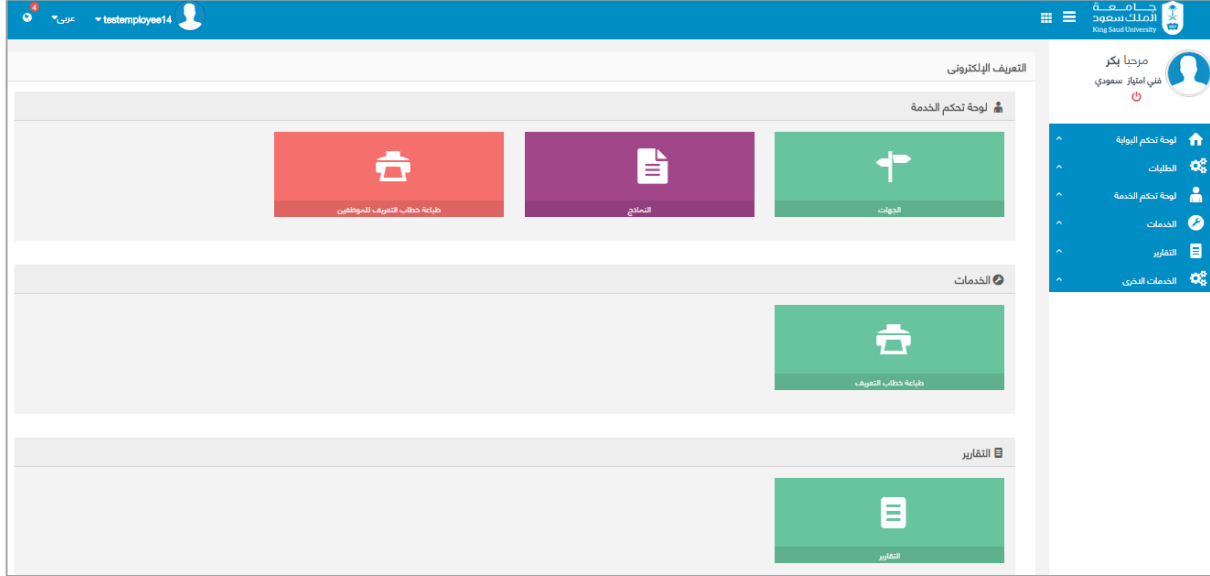 جـــامـــعـــة
الملك سعود
King Saud University
4
عربي
testemployee14
مرحبا بكر
فني امتياز سعودي
لوحة تحكم البوابة
الطلبات
لوحة تحكم الخدمة
الخدمات
التقارير
الخدمات الاخرى
التعريف الإلكتروني
لوحة تحكم الخدمة
الجهات
النماذج
طباعة خطاب التعريف للموظفين
الخدمات
طباعة خطاب التعريف
التقارير
التقارير